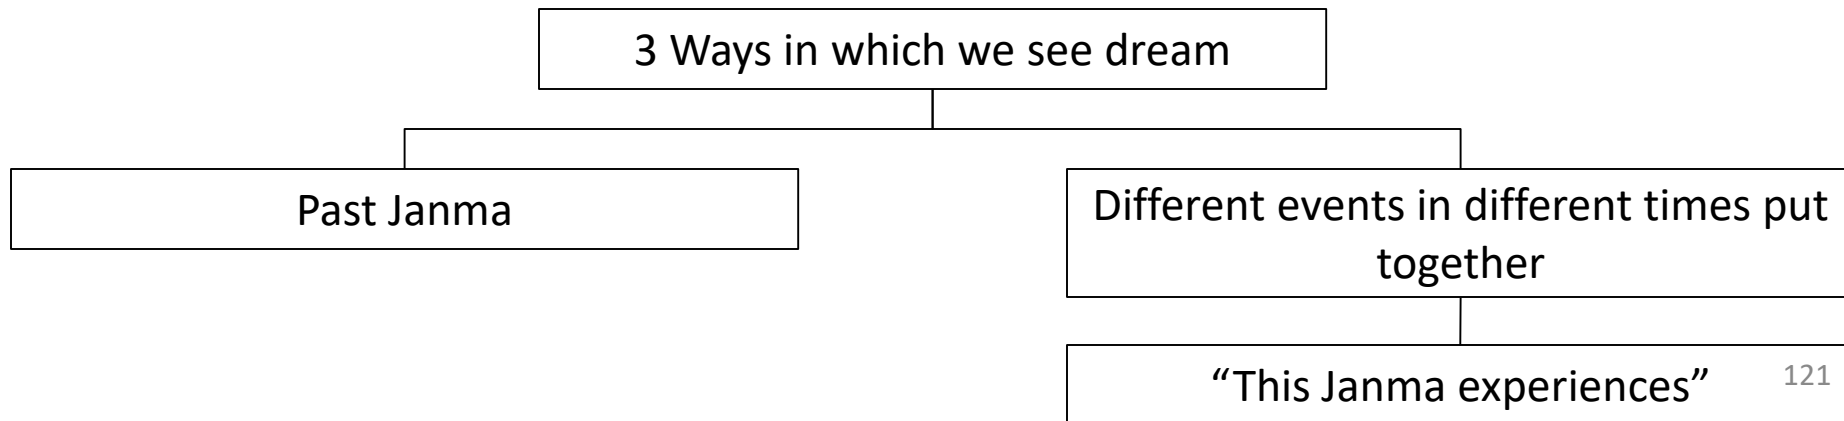 3 Ways in which we see dream
Past Janma
Different events in different times put
together
“This Janma experiences”
121